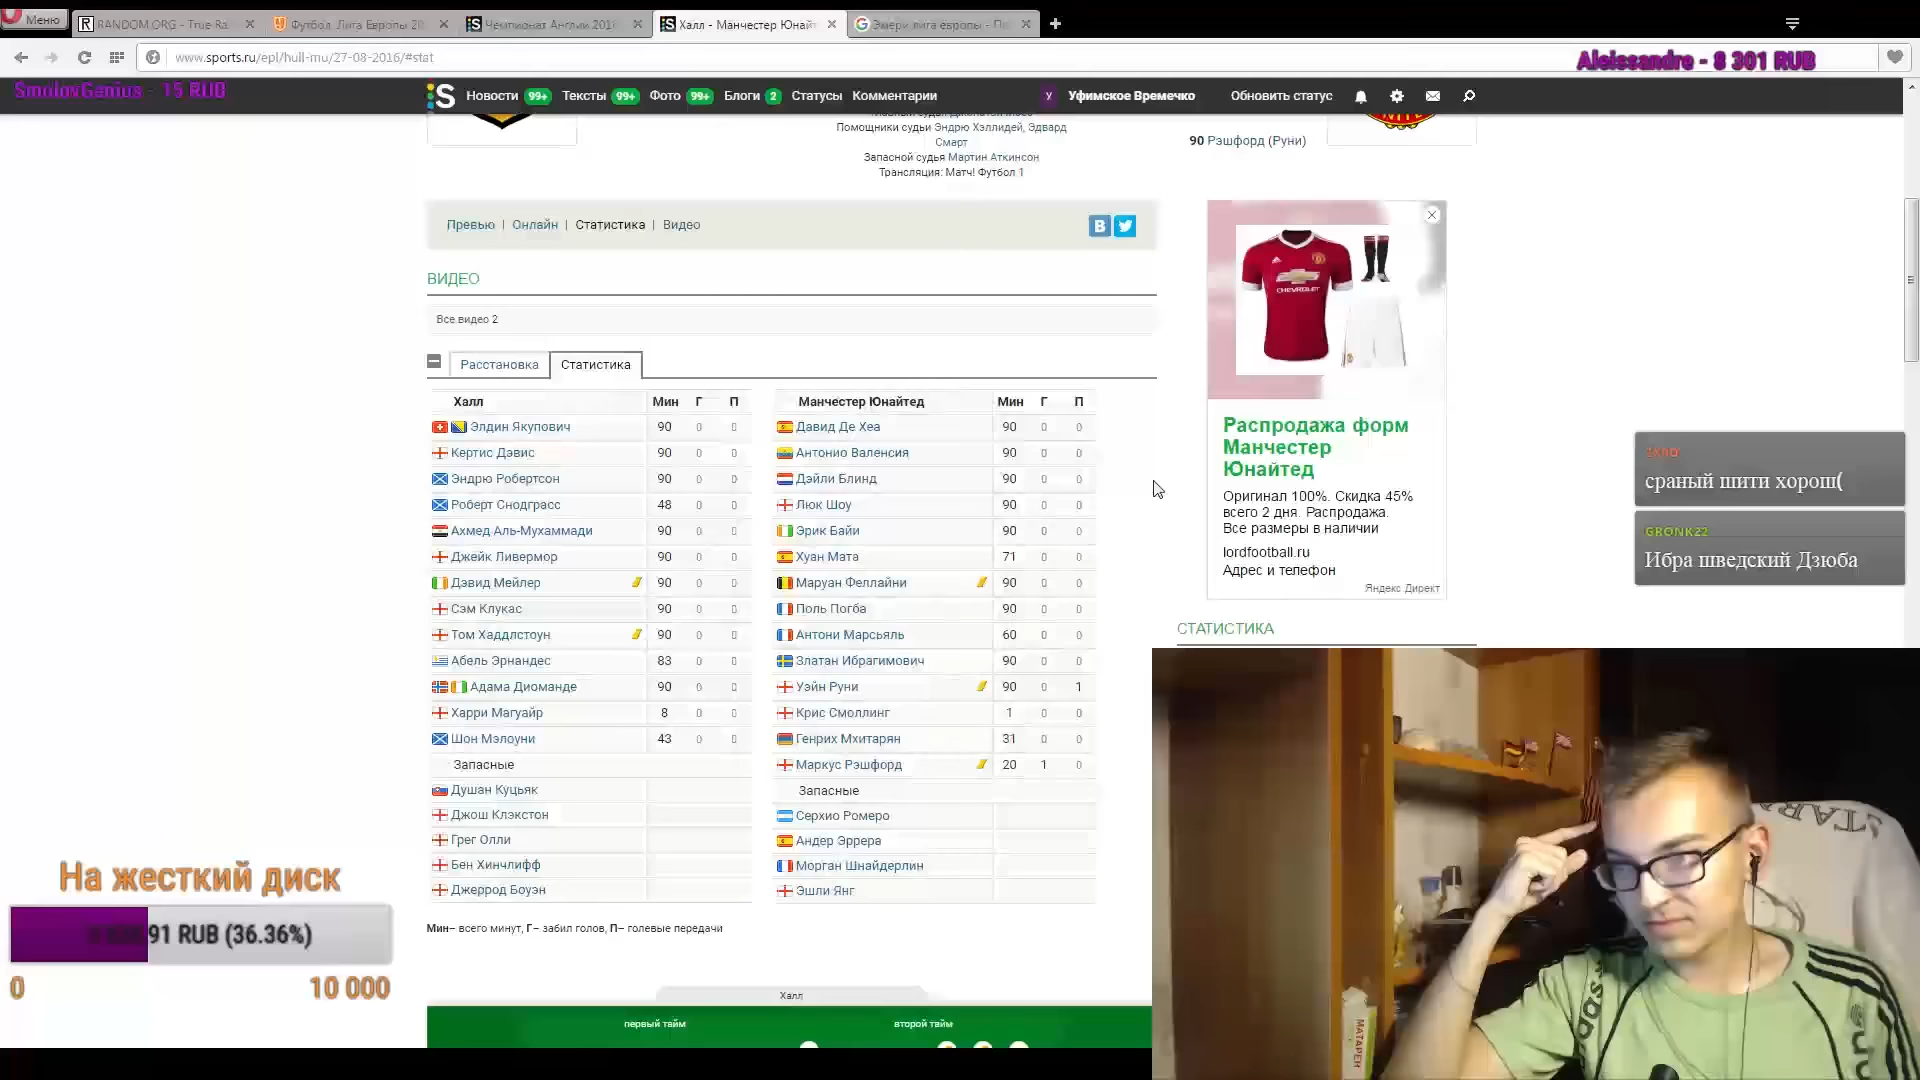 Меню
RANDOM.ORG - True Ra
Футбол. Лига Европы 20
Чемпионат Англии 2016
Халл - Манчестер Юнайт
Эмери лига европы - По
www.sports.ru/epl/hull-mu/27-08-2016/#stat
Aleissandro - 8 301 RUB
SmolovGenius - 15 RUB
S Новости 99+ Тексты 99+ Фото 99+ Блоги 2 Статусы Комментарии
У Уфимское Времечко Обновить статус
Помощники судьи Эндрю Хэллидей, Эдвард
Смарт
Запасной судья Мартин Аткинсон
Трансляция: Матч! Футбол 1
90 Рэшфорд (Руни)
Превью | Онлайн | Статистика | Видео
ВИДЕО
Все видео 2
Расстановка Статистика
Халл Мин Г П
Элдин Якупович 90 0 0
Кертис Дэвис 90 0 0
Эндрю Робертсон 90 0 0
Роберт Снодграсс 48 0 0
Ахмед Аль-Мухаммади 90 0 0
Джейк Ливермор 90 0 0
Дэвид Мейлер 90 0 0
Сэм Клукас 90 0 0
Том Хаддлстоун 90 0 0
Абель Эрнандес 83 0 0
Адама Диоманде 90 0 0
Харри Магуайр 8 0 0
Шон Мэлоуни 43 0 0
Запасные
Душан Куцьяк
Джош Клэкстон
Грег Олли
Бен Хинчлифф
Джеррод Боуэн
Манчестер Юнайтед Мин Г П
Давид Де Хеа 90 0 0
Антонио Валенсия 90 0 0
Дэйли Блинд 90 0 0
Люк Шоу 90 0 0
Эрик Байи 90 0 0
Хуан Мата 71 0 0
Маруан Феллайни 90 0 0
Поль Погба 90 0 0
Антони Марсьяль 60 0 0
Златан Ибрагимович 90 0 0
Уэйн Руни 90 0 1
Крис Смоллинг 1 0 0
Генрих Мхитарян 31 0 0
Маркус Рэшфорд 20 1 0
Запасные
Серхио Ромеро
Андер Эррера
Морган Шнайдерлин
Эшли Янг
Мин– всего минут, Г– забил голов, П– голевые передачи
Халл
первый тайм
второй тайм
CHEVROLET
Распродажа форм
Манчестер
Юнайтед
Оригинал 100%. Скидка 45%
всего 2 дня. Распродажа.
Все размеры в наличии
lordfootball.ru
Адрес и телефон
Яндекс Директ
СТАТИСТИКА
сраный шити хорош(
GRONK22
Ибра шведский Дзюба
На жесткий диск
91 RUB (36.36%)
0
10 000
МАТАРЕН
adidas